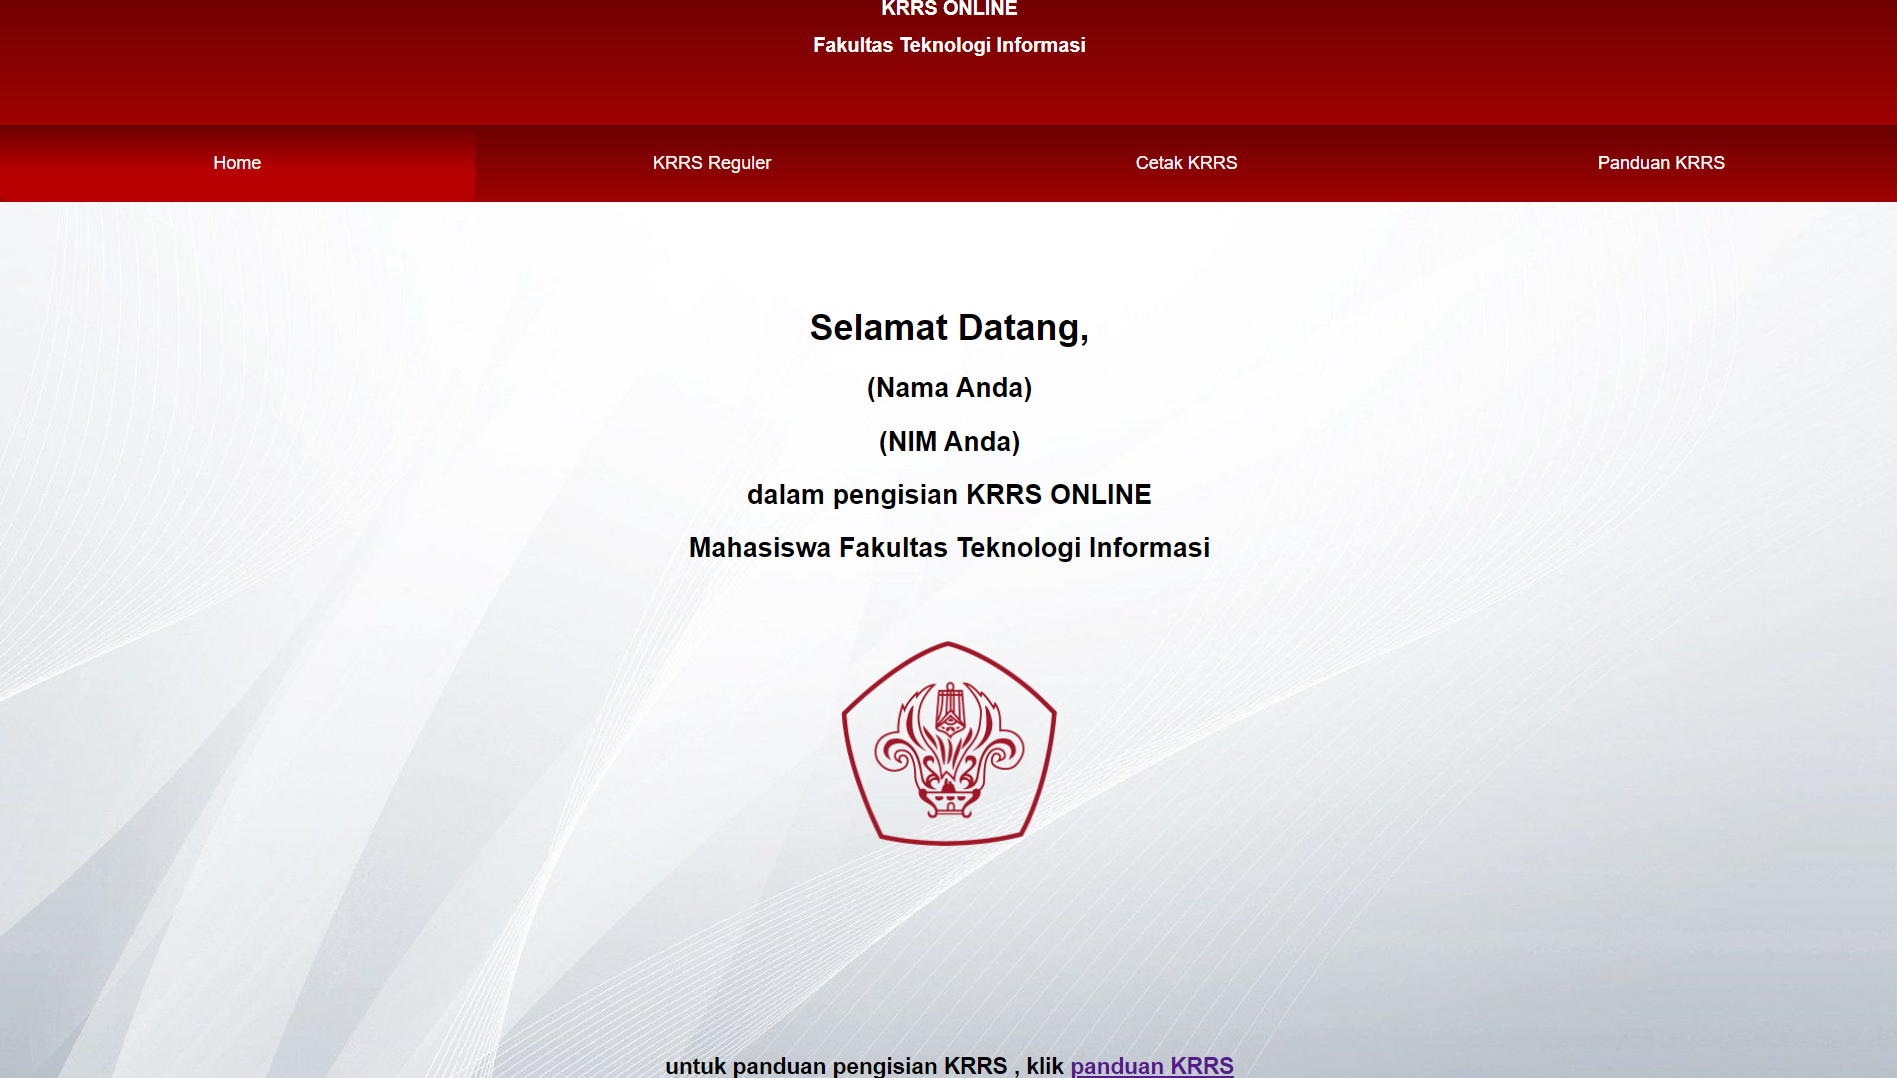 KRRS ONLINE
Fakultas Teknologi Informasi
Home KRRS Reguler Cetak KRRS Panduan KRRS
Selamat Datang,
(Nama Anda)
(NIM Anda)
dalam pengisian KRRS ONLINE
Mahasiswa Fakultas Teknologi Informasi
untuk panduan pengisian KRRS , klik panduan KRRS